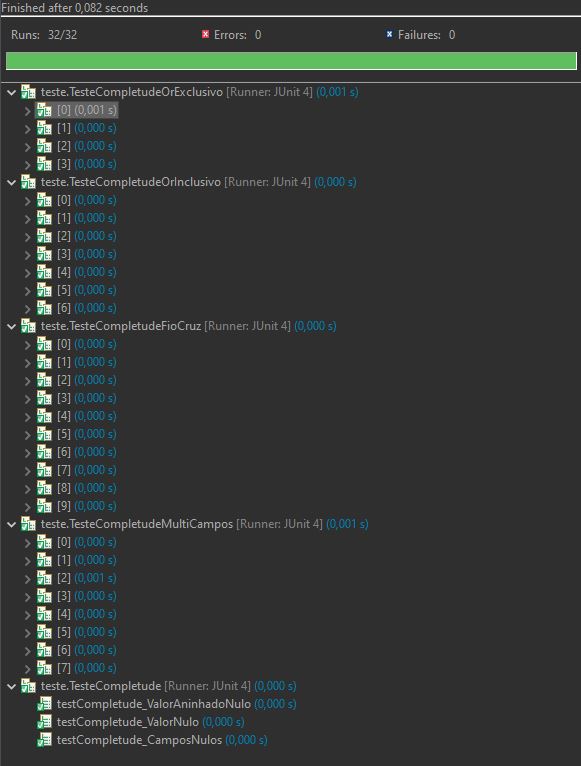 Finished after 0,082 seconds
Runs: 32/32 Errors: 0 Failures: 0
teste.TesteCompletudeOrExclusivo [Runner: JUnit 4] (0,001 s)
[0] (0,001 s)
[1] (0,000 s)
[2] (0,000 s)
[3] (0,000 s)
teste.TesteCompletudeOrInclusivo [Runner: JUnit 4] (0,000 s)
[0] (0,000 s)
[1] (0,000 s)
[2] (0,000 s)
[3] (0,000 s)
[4] (0,000 s)
[5] (0,000 s)
[6] (0,000 s)
teste.TesteCompletudeFioCruz [Runner: JUnit 4] (0,000 s)
[0] (0,000 s)
[1] (0,000 s)
[2] (0,000 s)
[3] (0,000 s)
[4] (0,000 s)
[5] (0,000 s)
[6] (0,000 s)
[7] (0,000 s)
[8] (0,000 s)
[9] (0,000 s)
teste.TesteCompletudeMultiCampos [Runner: JUnit 4] (0,001 s)
[0] (0,000 s)
[1] (0,000 s)
[2] (0,001 s)
[3] (0,000 s)
[4] (0,000 s)
[5] (0,000 s)
[6] (0,000 s)
[7] (0,000 s)
teste.TesteCompletude [Runner: JUnit 4] (0,000 s)
testCompletude_ValorAninhadoNulo (0,000 s)
testCompletude_ValorNulo (0,000 s)
testCompletude_CamposNulos (0,000 s)